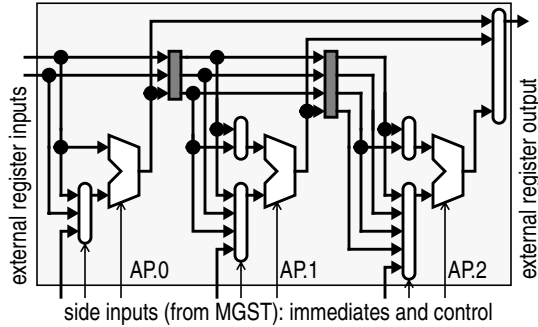 external register inputs
external register output
AP.0
AP.1
AP.2
side inputs (from MGST): immediates and control